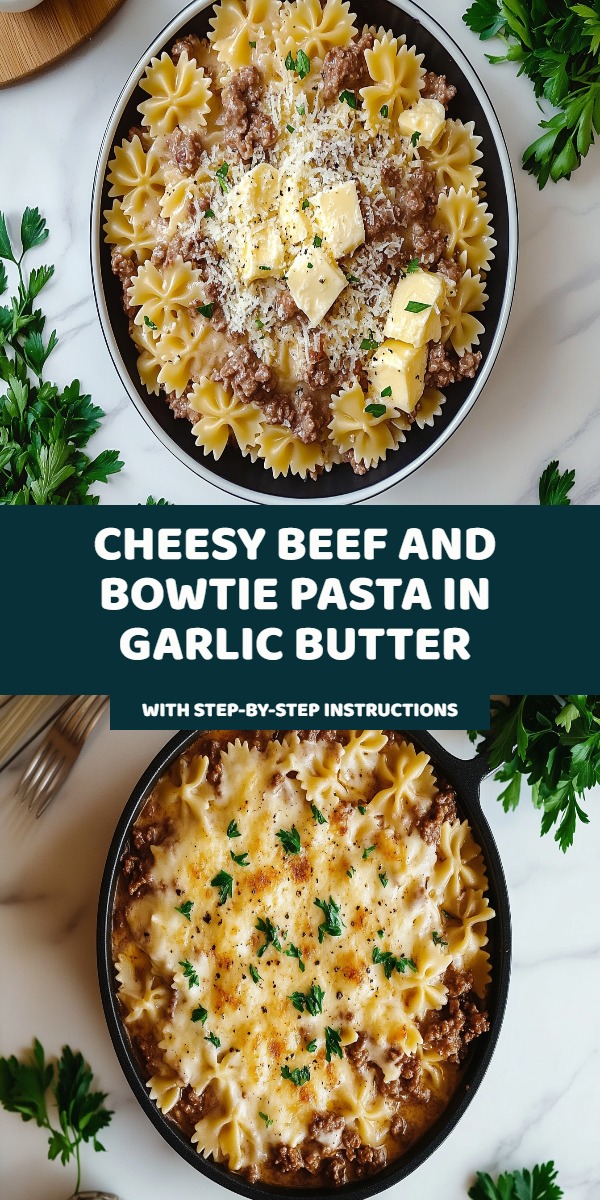 CHEESY BEEF AND
BOWTIE PASTA IN
GARLIC BUTTER
WITH STEP-BY-STEP INSTRUCTIONS